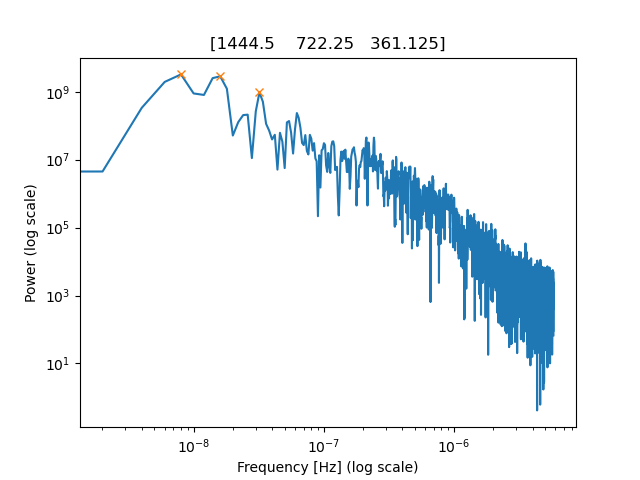 [1444.5    722.25   361.125]
10⁹
10⁷
10⁵
10³
10¹
Power (log scale)
10⁻⁸
10⁻⁷
10⁻⁶
Frequency [Hz] (log scale)